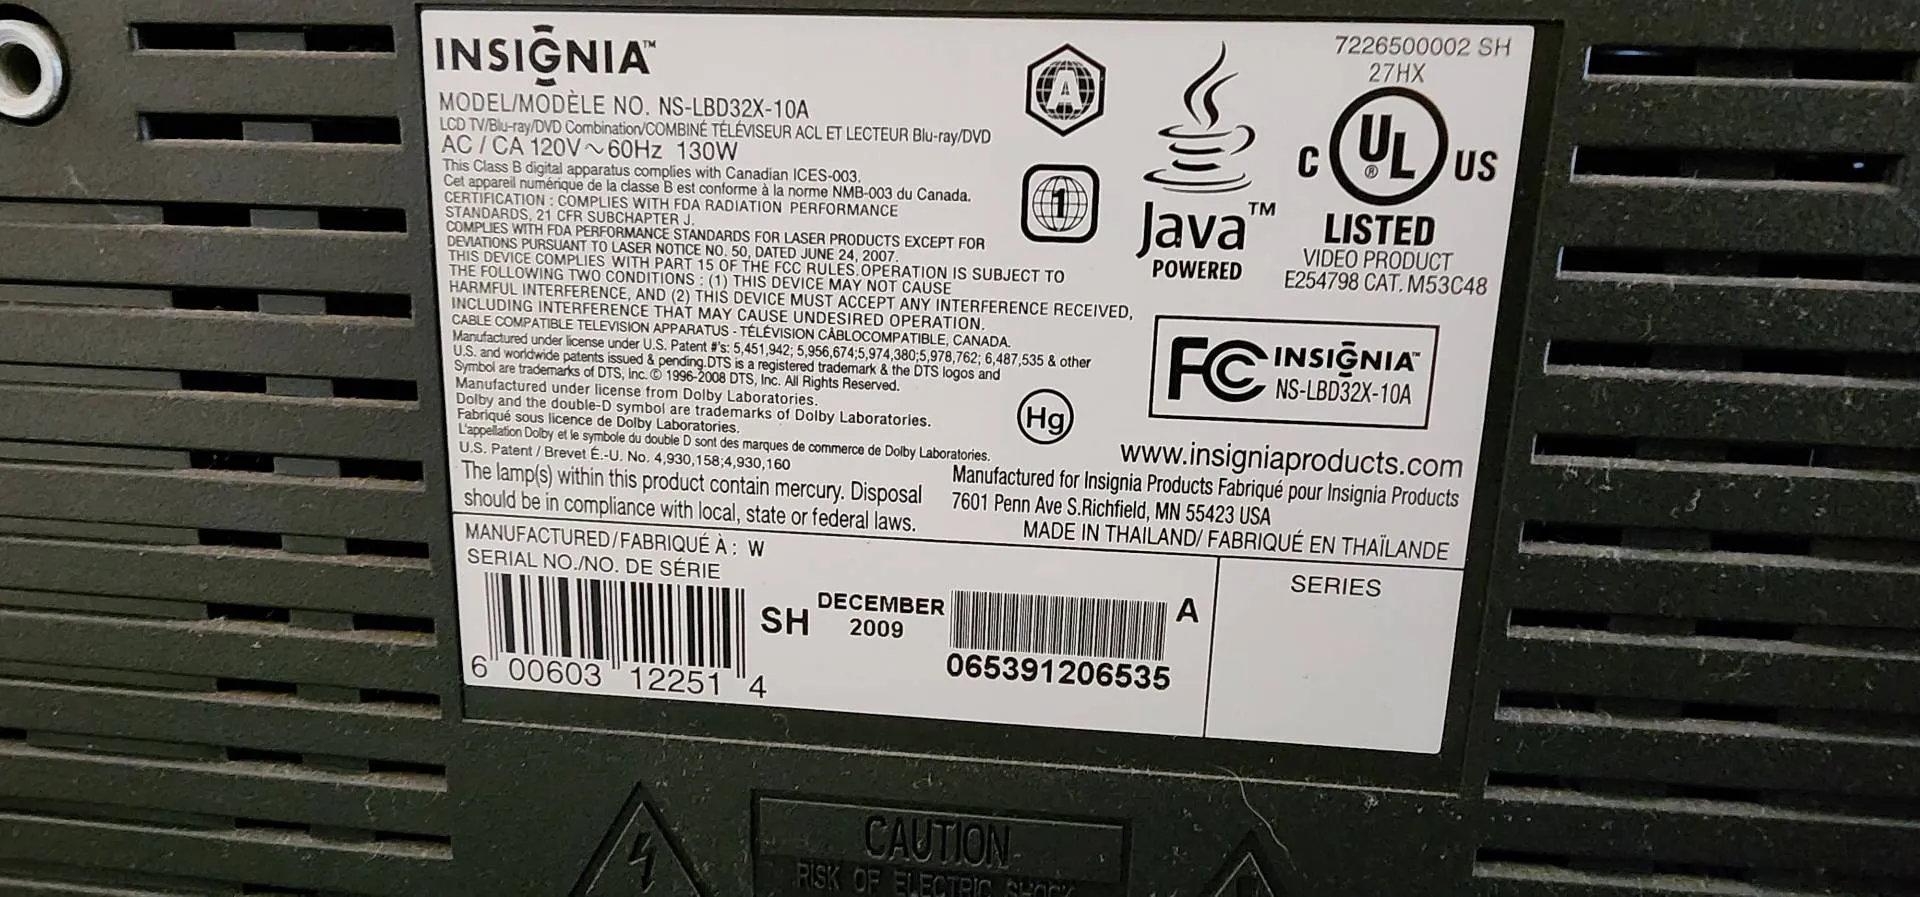 INSIGNIA™
MODEL/MODÈLE NO. NS-LBD32X-10A
LCD TV/Blu-ray/DVD Combination/COMBINÉ TÉLÉVISEUR ACL ET LECTEUR Blu-ray/DVD
AC / CA 120V ~ 60Hz 130W
This Class B digital apparatus complies with Canadian ICES-003.
Cet appareil numérique de la classe B est conforme à la norme NMB-003 du Canada.
CERTIFICATION : COMPLIES WITH FDA RADIATION PERFORMANCE
STANDARDS, 21 CFR SUBCHAPTER J.
COMPLIES WITH FDA PERFORMANCE STANDARDS FOR LASER PRODUCTS EXCEPT FOR
DEVIATIONS PURSUANT TO LASER NOTICE NO. 50, DATED JUNE 24, 2007.
THIS DEVICE COMPLIES WITH PART 15 OF THE FCC RULES.OPERATION IS SUBJECT TO
THE FOLLOWING TWO CONDITIONS : (1) THIS DEVICE MAY NOT CAUSE
HARMFUL INTERFERENCE, AND (2) THIS DEVICE MUST ACCEPT ANY INTERFERENCE RECEIVED,
INCLUDING INTERFERENCE THAT MAY CAUSE UNDESIRED OPERATION.
CABLE COMPATIBLE TELEVISION APPARATUS - TÉLÉVISION CÂBLOCOMPATIBLE, CANADA.
Manufactured under license under U.S. Patent #'s: 5,451,942; 5,956,674;5,974,380;5,978,762; 6,487,535 & other
U.S. and worldwide patents issued & pending.DTS is a registered trademark & the DTS logos and
Symbol are trademarks of DTS, Inc. © 1996-2008 DTS, Inc. All Rights Reserved.
Manufactured under license from Dolby Laboratories.
Dolby and the double-D symbol are trademarks of Dolby Laboratories.
Fabriqué sous licence de Dolby Laboratories.
L'appellation Dolby et le symbole du double D sont des marques de commerce de Dolby Laboratories.
U.S. Patent / Brevet É.-U. No. 4,930,158;4,930,160
The lamp(s) within this product contain mercury. Disposal
should be in compliance with local, state or federal laws.
A
1
Hg
Java™
POWERED
7226500002 SH
27HX
C UL® US
LISTED
VIDEO PRODUCT
E254798 CAT. M53C48
FC INSIGNIA™
NS-LBD32X-10A
www.insigniaproducts.com
Manufactured for Insignia Products Fabriqué pour Insignia Products
7601 Penn Ave S.Richfield, MN 55423 USA
MADE IN THAILAND/ FABRIQUÉ EN THAÏLANDE
MANUFACTURED/FABRIQUÉ À : W
SERIAL NO./NO. DE SÉRIE
6 00603 12251 4
SH DECEMBER
2009
065391206535
A
SERIES
CAUTION
RISK OF ELECTRIC SHOCK